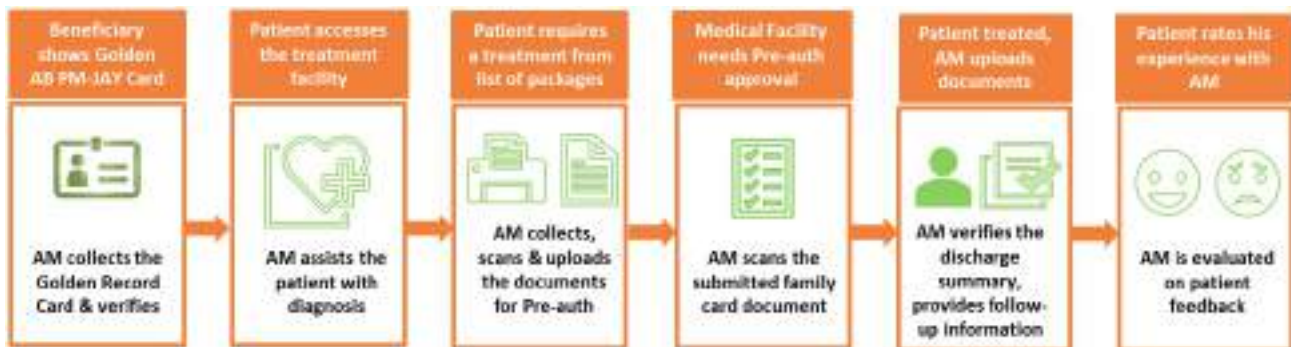 Beneficiary
shows Golden
AB PM-JAY Card
AM collects the
Golden Record
Card & verifies
Patient accesses
the treatment
facility
AM assists the
patient with
diagnosis
Patient requires
a treatment from
list of packages
AM collects,
scans & uploads
the documents
for Pre-auth
Medical Facility
needs Pre-auth
approval
AM scans the
submitted family
card document
Patient treated,
AM uploads
documents
AM verifies the
discharge
summary,
provides follow-
up information
Patient rates his
experience with
AM
AM is evaluated
on patient
feedback